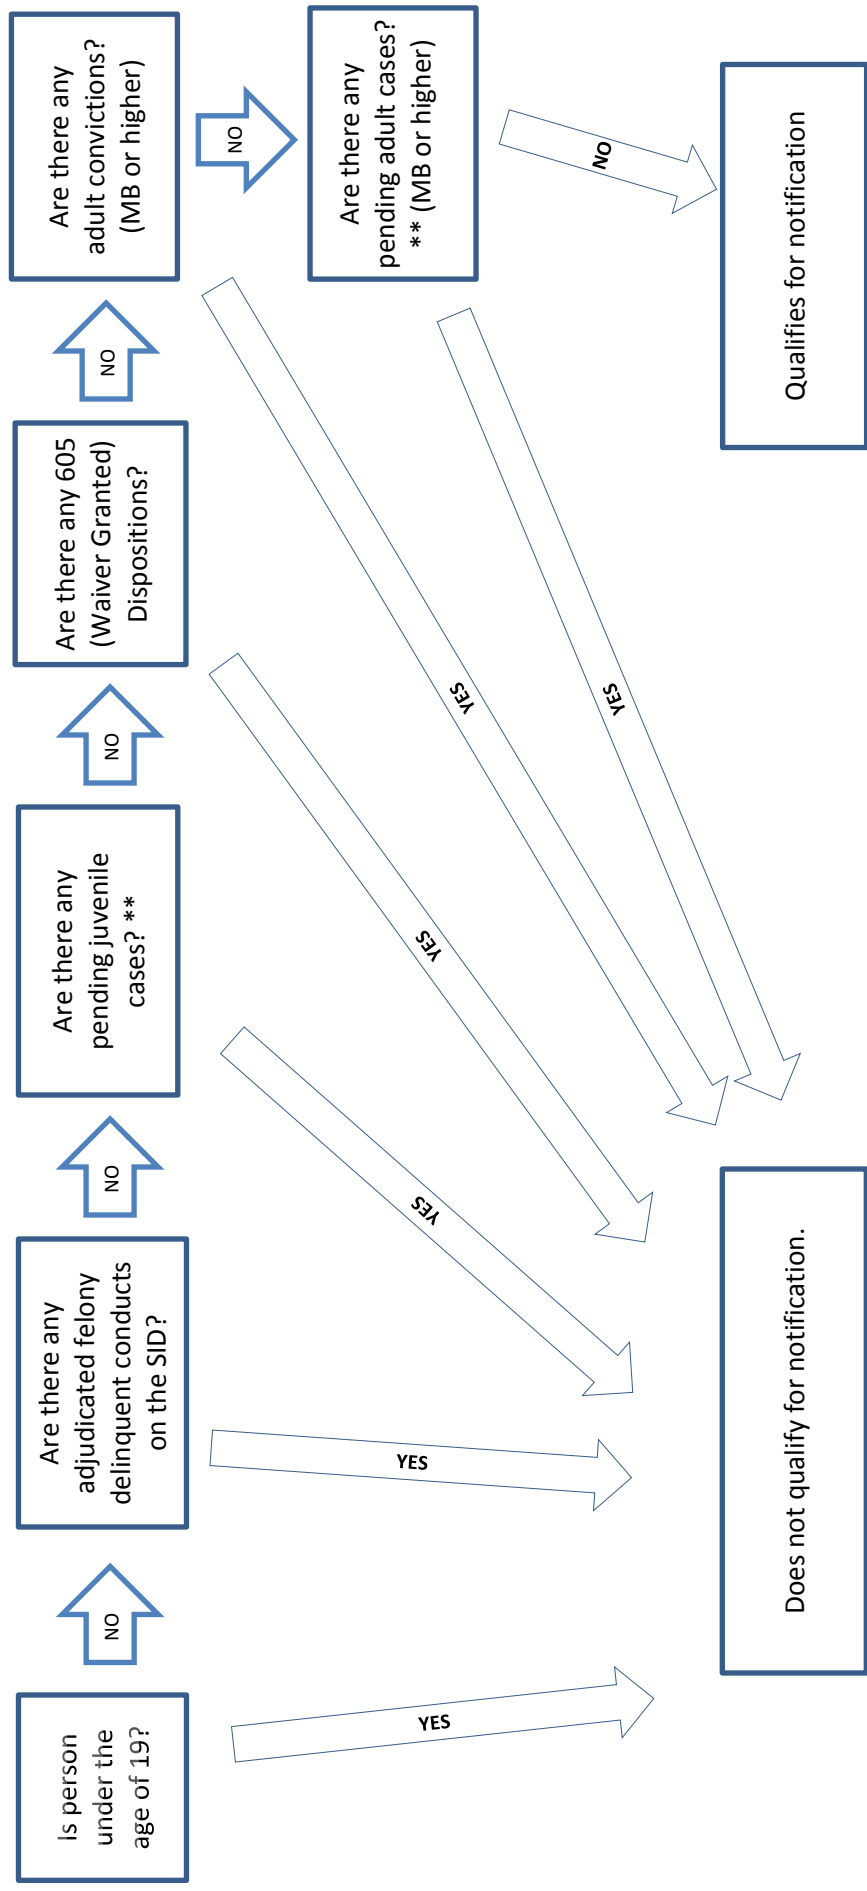 Is person
under the
age of 19?
NO
Are there any
adjudicated felony
delinquent conducts
on the SID?
NO
Are there any
pending juvenile
cases? **
NO
Are there any 605
(Waiver Granted)
Dispositions?
NO
Are there any
adult convictions?
(MB or higher)
NO
Are there any
pending adult cases?
** (MB or higher)
YES
YES
YES
YES
YES
YES
NO
Does not qualify for notification.
Qualifies for notification